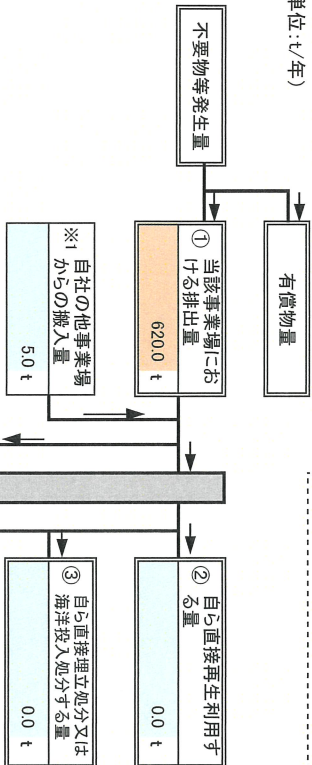 単位:t/年)
不要物等発生量
有償物量
① 当該事業場にお
ける排出量
620.0 t
※1 自社の他事業場
からの搬入量
5.0 t
② 自ら直接再生利用す
る量
0.0 t
③ 自ら直接埋立処分又は
海洋投入処分する量
0.0 t